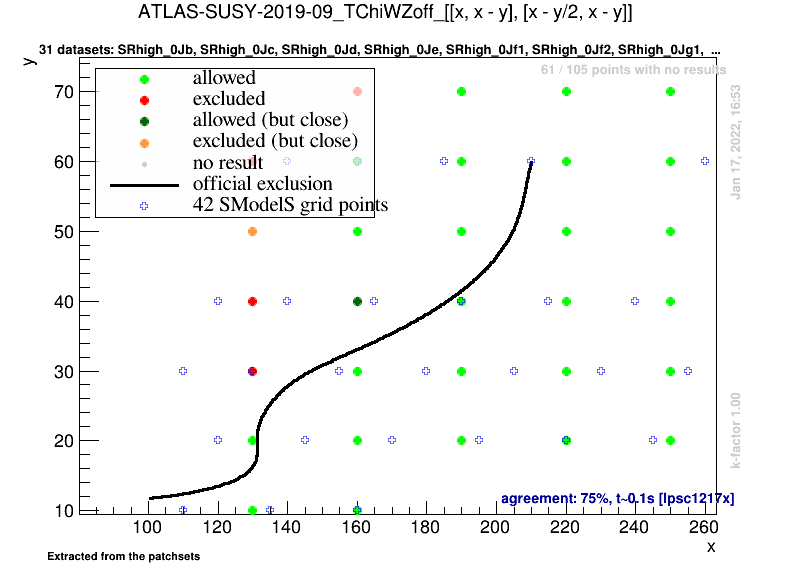 ATLAS-SUSY-2019-09_TChiWZoff_[[x, x - y], [x - y/2, x - y]]
31 datasets: SRhigh_0Jb, SRhigh_0Jc, SRhigh_0Jd, SRhigh_0Je, SRhigh_0Jf1, SRhigh_0Jf2, SRhigh_0Jg1, ...
y
61 / 105 points with no results
allowed
excluded
allowed (but close)
excluded (but close)
no result
official exclusion
42 SModelS grid points
70
60
50
40
30
20
10
Jan 17, 2022, 16:53
k-factor 1.00
agreement: 75%, t~0.1s [lpsc1217x]
100 120 140 160 180 200 220 240 260
x
Extracted from the patchsets